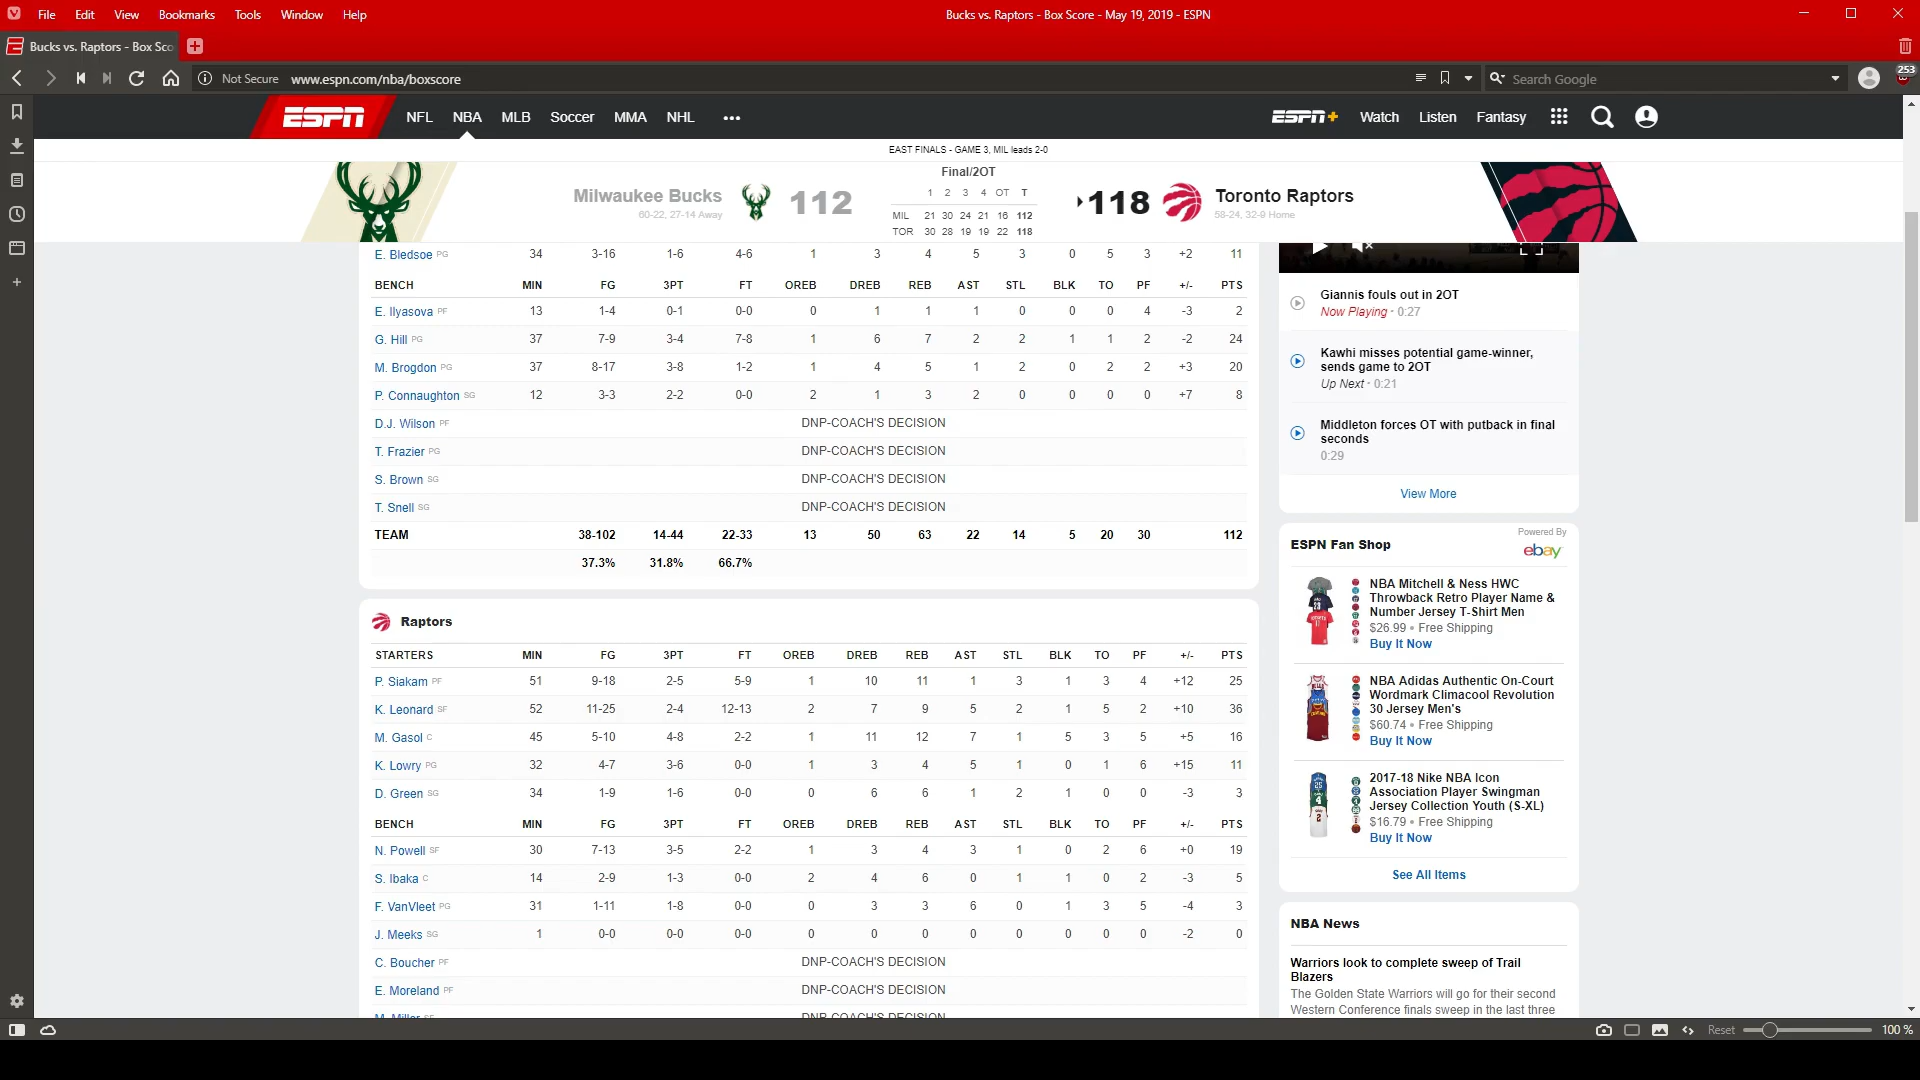 File Edit View Bookmarks Tools Window Help
Bucks vs. Raptors - Box Score - May 19, 2019 - ESPN
Bucks vs. Raptors - Box Sco
Not Secure www.espn.com/nba/boxscore
Search Google
253
ESPN NFL NBA MLB Soccer MMA NHL ••• ESPN+ Watch Listen Fantasy
EAST FINALS - GAME 3, MIL leads 2-0
Final/2OT
Milwaukee Bucks 112
60-22, 27-14 Away
1 2 3 4 OT T
MIL 21 30 24 21 16 112
TOR 30 28 19 19 22 118
118 Toronto Raptors
58-24, 32-9 Home
E. Bledsoe PG 34 3-16 1-6 4-6 1 3 4 5 3 0 5 3 +2 11
BENCH MIN FG 3PT FT OREB DREB REB AST STL BLK TO PF +/- PTS
E. Ilyasova PF 13 1-4 0-1 0-0 0 1 1 1 0 0 0 4 -3 2
G. Hill PG 37 7-9 3-4 7-8 1 6 7 2 2 1 1 2 -2 24
M. Brogdon PG 37 8-17 3-8 1-2 1 4 5 1 2 0 2 2 +3 20
P. Connaughton SG 12 3-3 2-2 0-0 2 1 3 2 0 0 0 0 +7 8
D.J. Wilson PF DNP-COACH'S DECISION
T. Frazier PG DNP-COACH'S DECISION
S. Brown SG DNP-COACH'S DECISION
T. Snell SG DNP-COACH'S DECISION
TEAM 38-102 14-44 22-33 13 50 63 22 14 5 20 30 112
37.3% 31.8% 66.7%
Raptors
STARTERS MIN FG 3PT FT OREB DREB REB AST STL BLK TO PF +/- PTS
P. Siakam PF 51 9-18 2-5 5-9 1 10 11 1 3 1 3 4 +12 25
K. Leonard SF 52 11-25 2-4 12-13 2 7 9 5 2 1 5 2 +10 36
M. Gasol C 45 5-10 4-8 2-2 1 11 12 7 1 5 3 5 +5 16
K. Lowry PG 32 4-7 3-6 0-0 1 3 4 5 1 0 1 6 +15 11
D. Green SG 34 1-9 1-6 0-0 0 6 6 1 2 1 0 0 -3 3
BENCH MIN FG 3PT FT OREB DREB REB AST STL BLK TO PF +/- PTS
N. Powell SF 30 7-13 3-5 2-2 1 3 4 3 1 0 2 6 +0 19
S. Ibaka C 14 2-9 1-3 0-0 2 4 6 0 1 1 0 2 -3 5
F. VanVleet PG 31 1-11 1-8 0-0 0 3 3 6 0 1 3 5 -4 3
J. Meeks SG 1 0-0 0-0 0-0 0 0 0 0 0 0 0 0 -2 0
C. Boucher PF DNP-COACH'S DECISION
E. Moreland PF DNP-COACH'S DECISION
M. Miller SF DNP-COACH'S DECISION
Giannis fouls out in 2OT
Now Playing · 0:27
Kawhi misses potential game-winner,
sends game to 2OT
Up Next · 0:21
Middleton forces OT with putback in final
seconds
0:29
View More
ESPN Fan Shop
Powered By
ebay
NBA Mitchell & Ness HWC
Throwback Retro Player Name &
Number Jersey T-Shirt Men
$26.99 • Free Shipping
Buy It Now
NBA Adidas Authentic On-Court
Wordmark Climacool Revolution
30 Jersey Men's
$60.74 • Free Shipping
Buy It Now
2017-18 Nike NBA Icon
Association Player Swingman
Jersey Collection Youth (S-XL)
$16.79 • Free Shipping
Buy It Now
See All Items
NBA News
Warriors look to complete sweep of Trail
Blazers
The Golden State Warriors will go for their second
Western Conference finals sweep in the last three
Reset 100 %